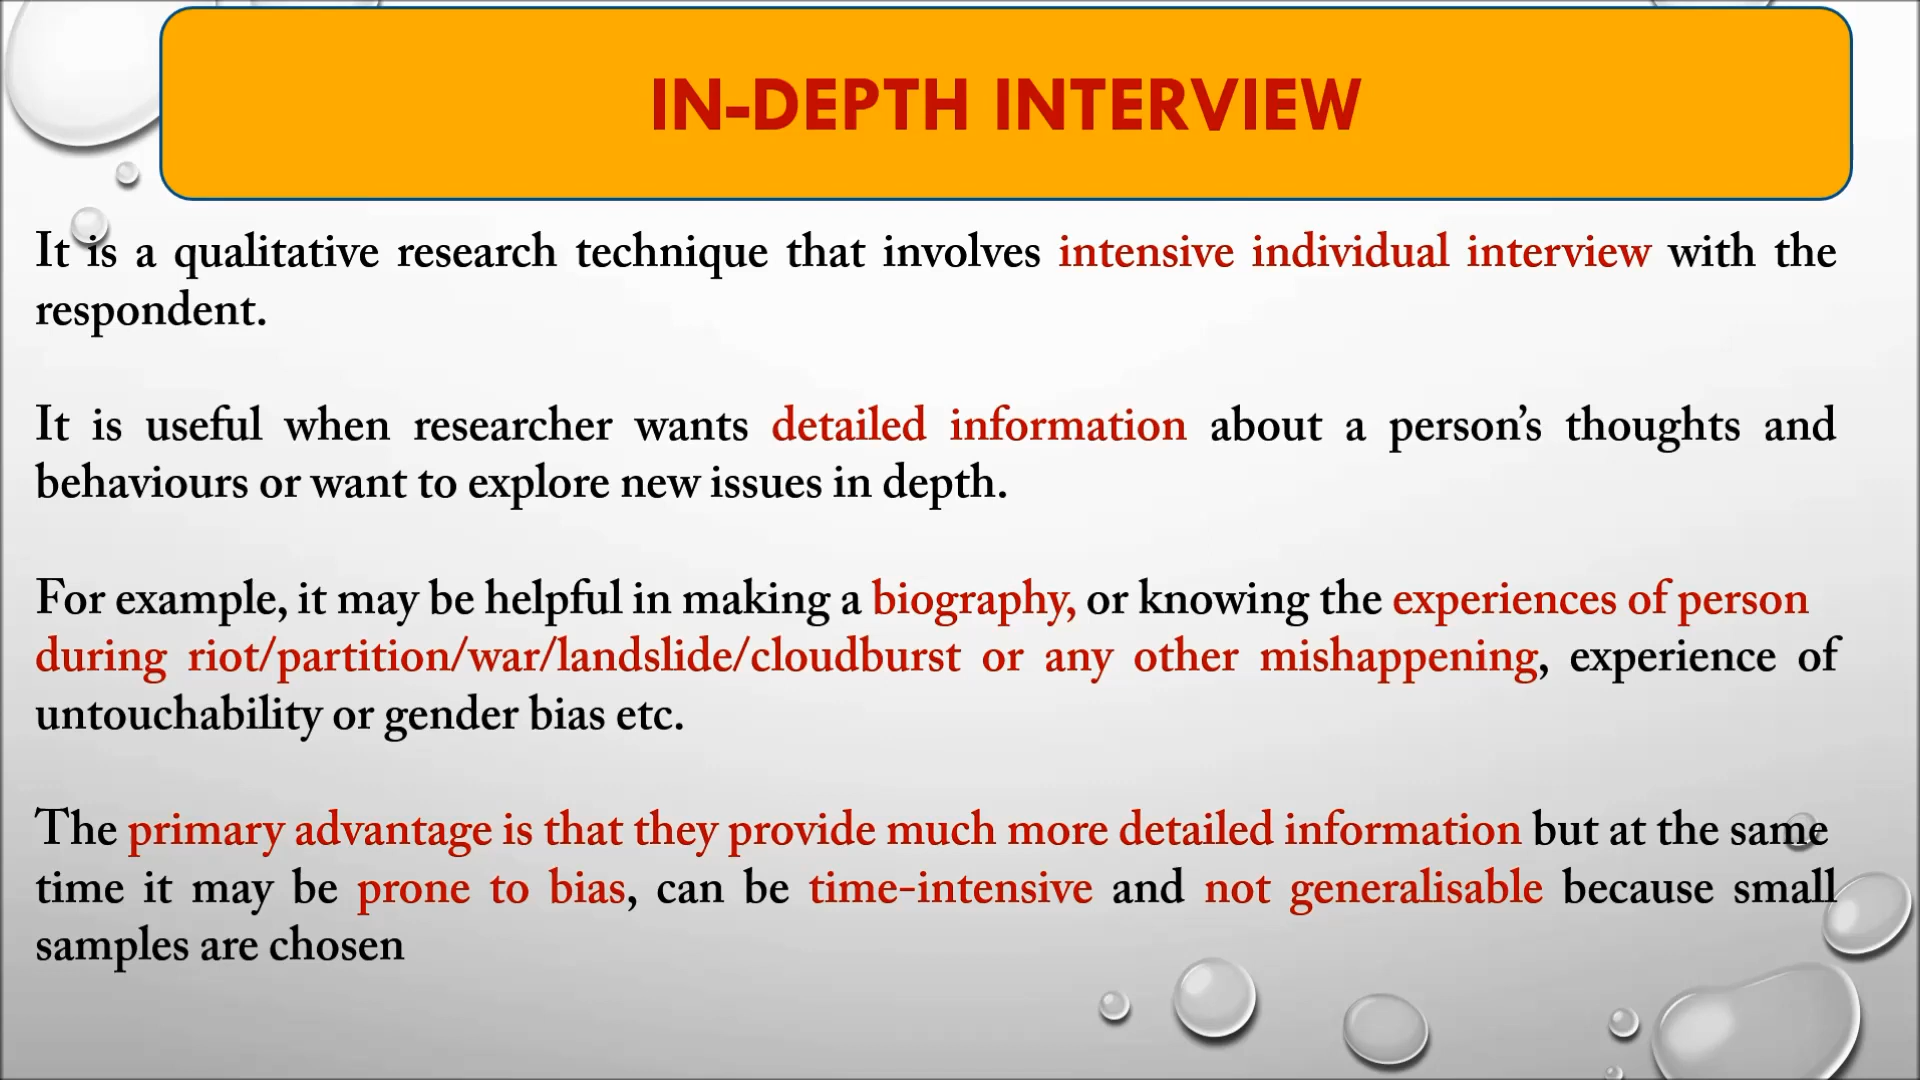 IN-DEPTH INTERVIEW
It is a qualitative research technique that involves intensive individual interview with the
respondent.
It is useful when researcher wants detailed information about a person’s thoughts and
behaviours or want to explore new issues in depth.
For example, it may be helpful in making a biography, or knowing the experiences of person
during riot/partition/war/landslide/cloudburst or any other mishappening, experience of
untouchability or gender bias etc.
The primary advantage is that they provide much more detailed information but at the same
time it may be prone to bias, can be time-intensive and not generalisable because small
samples are chosen